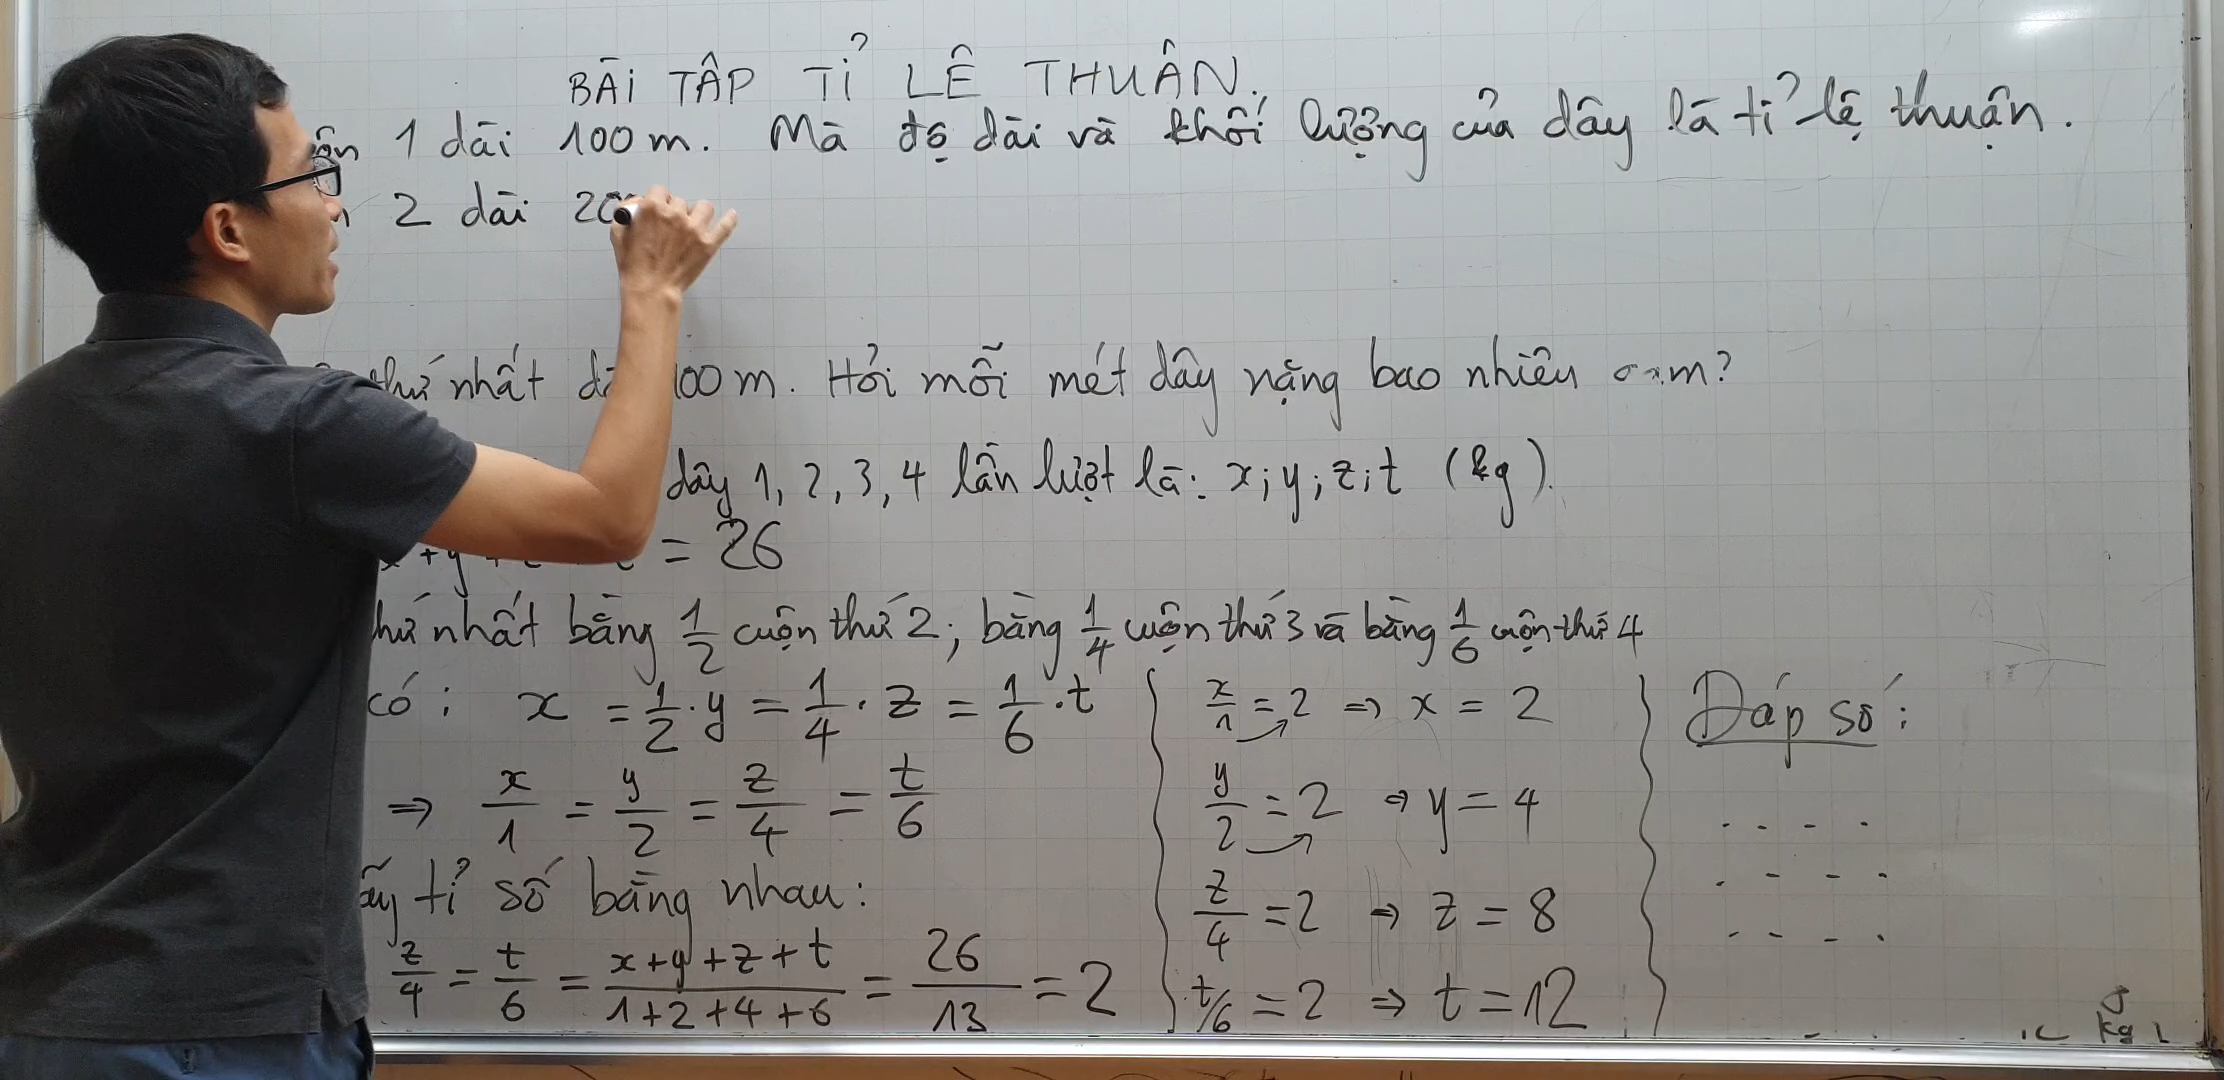 BÀI TẬP TỈ LỆ THUẬN.
1 dài 100 m. Mà độ dài và khối lượng của dây là tỉ lệ thuận.
2 dài
thứ nhất 100 m. Hỏi mỗi mét dây nặng bao nhiêu
dây 1, 2, 3, 4 lần lượt là: x; y; z; t (kg).
= 26
thứ nhất bằng 1/2 cuộn thứ 2; bằng 1/4 cuộn thứ 3 và bằng 1/6 cuộn thứ 4
có: x = 1/2 . y = 1/4 . z = 1/6 . t
=> x/1 = y/2 = z/4 = t/6
tỉ số bằng nhau:
z/4 = t/6 = (x+y+z+t)/(1+2+4+6) = 26/13 = 2
x/1 = 2 => x = 2
y/2 = 2 => y = 4
z/4 = 2 => z = 8
t/6 = 2 => t = 12
Đáp số:
kg